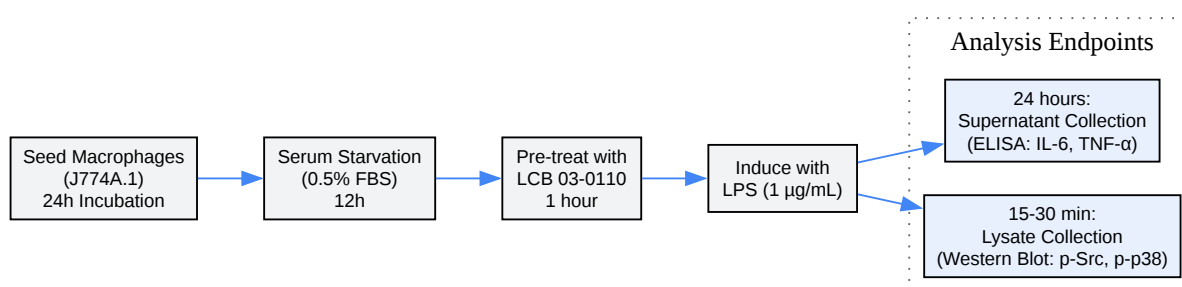 Seed Macrophages
(J774A.1)
24h Incubation
Serum Starvation
(0.5% FBS)
12h
Pre-treat with
LCB 03-0110
1 hour
Induce with
LPS (1 µg/mL)
Analysis Endpoints
24 hours:
Supernatant Collection
(ELISA: IL-6, TNF-α)
15-30 min:
Lysate Collection
(Western Blot: p-Src, p-p38)